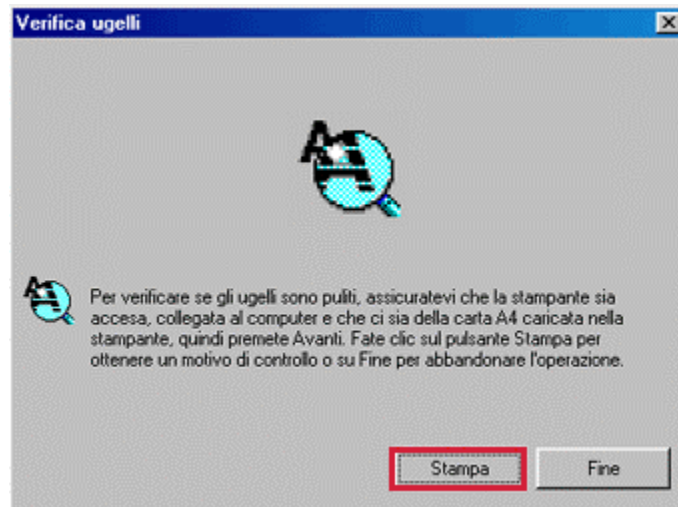 Verifica ugelli
Per verificare se gli ugelli sono puliti, assicuratevi che la stampante sia
accesa, collegata al computer e che ci sia della carta A4 caricata nella
stampante, quindi premete Avanti. Fate clic sul pulsante Stampa per
ottenere un motivo di controllo o su Fine per abbandonare l'operazione.
Stampa
Fine